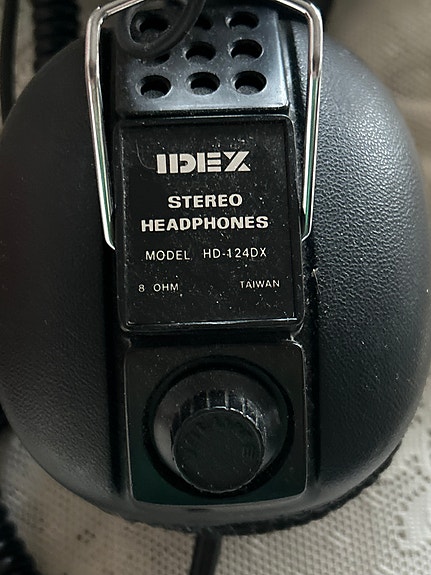 IDEX
STEREO
HEADPHONES
MODEL HD-124DX
8 OHM TAIWAN